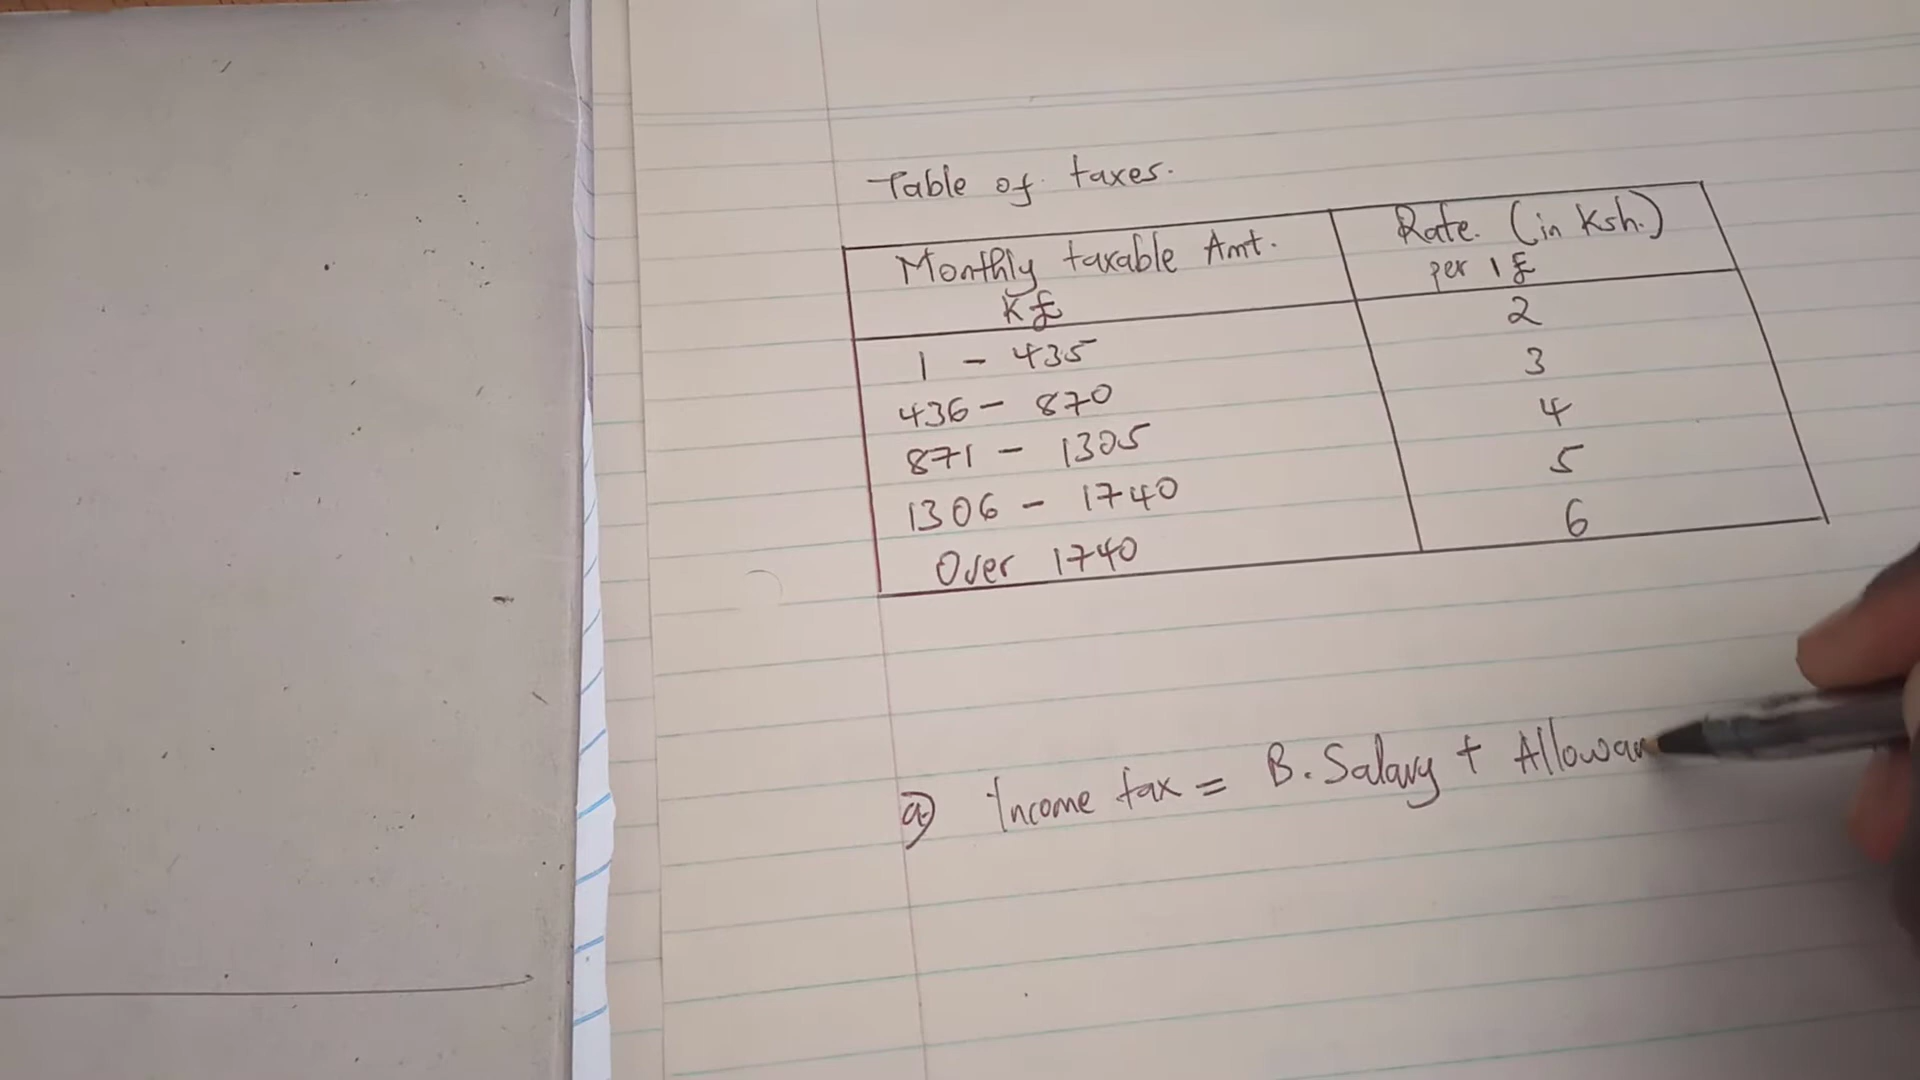 Table of taxes.
Monthly taxable Amt.
K£
Rate. (in Ksh.)
per 1 £
1 - 435
2
436 - 870
3
871 - 1305
4
1306 - 1740
5
Over 1740
6
a) Income tax = B. Salary + Allowan